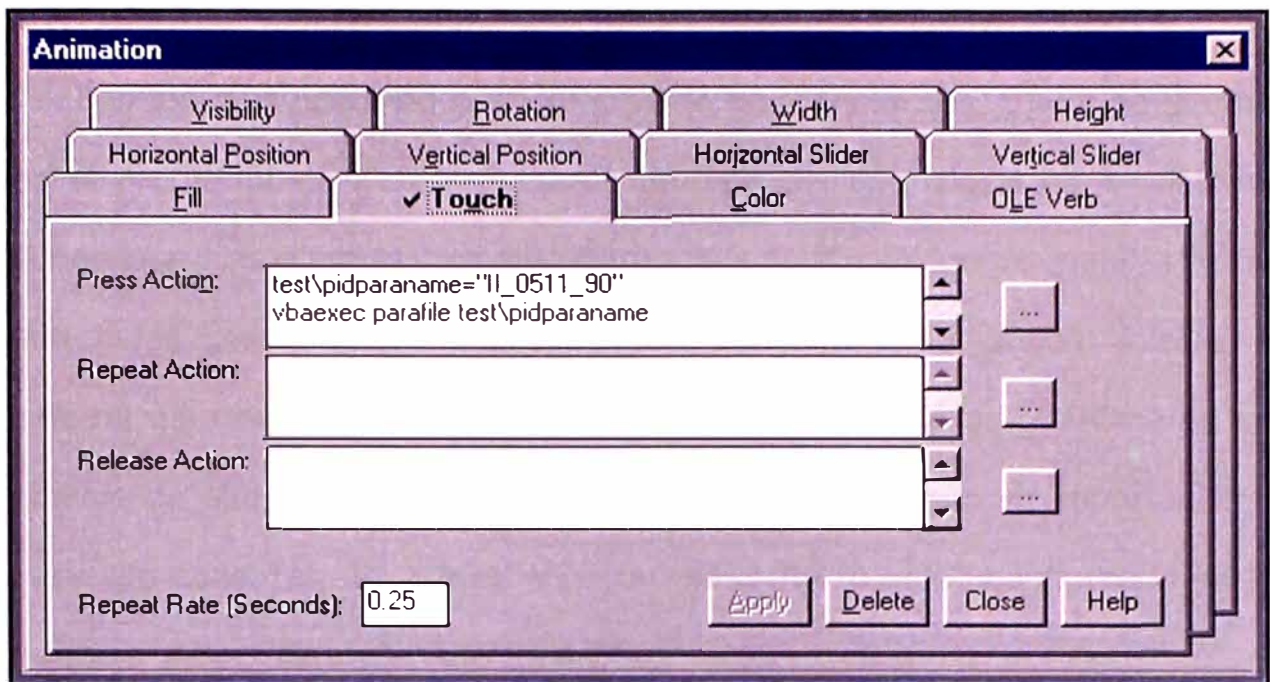 Animation
Visibility Rotation Width Height
Horizontal Position Vertical Position Horizontal Slider Vertical Slider
Fill ✓ Touch Color OLE Verb
Press Action:
test\pidparaname="II_0511_90"
vbaexec parafile test\pidparaname
...
Repeat Action:
...
Release Action:
...
Repeat Rate (Seconds): 0.25
Apply Delete Close Help